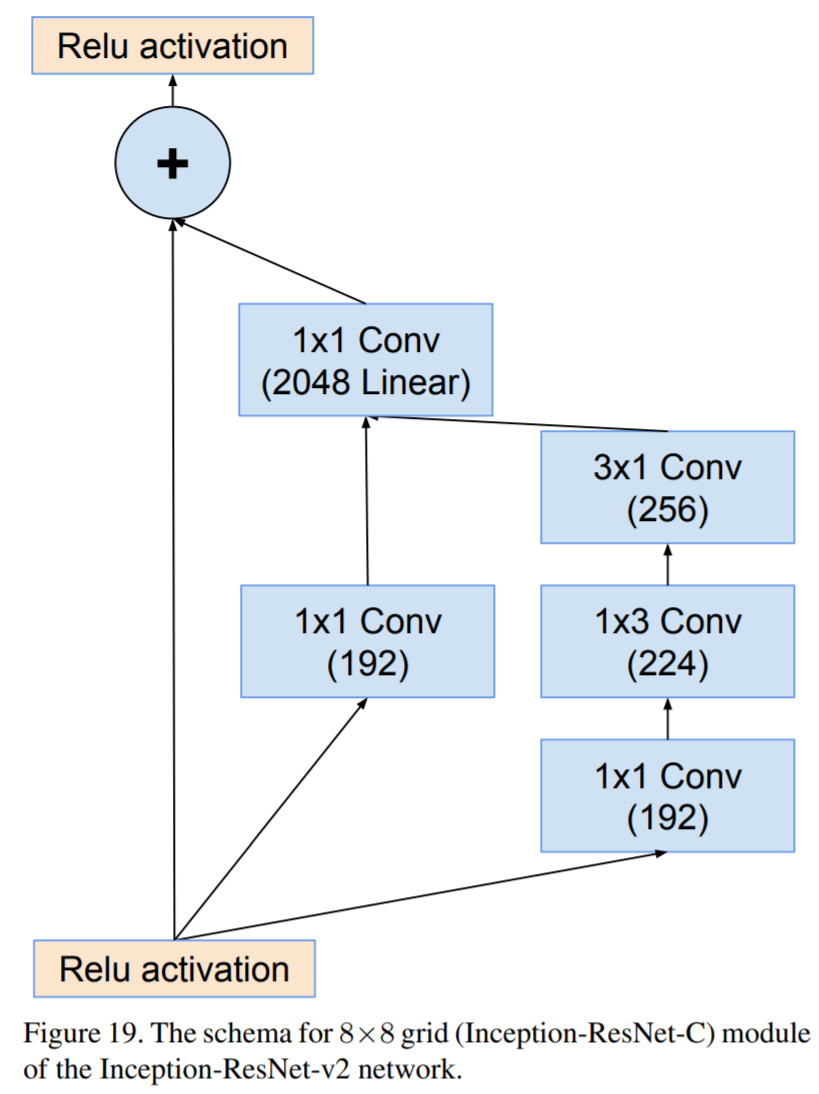 Relu activation
+
1x1 Conv
(2048 Linear)
3x1 Conv
(256)
1x1 Conv
(192)
1x3 Conv
(224)
1x1 Conv
(192)
Relu activation
Figure 19. The schema for 8×8 grid (Inception-ResNet-C) module
of the Inception-ResNet-v2 network.